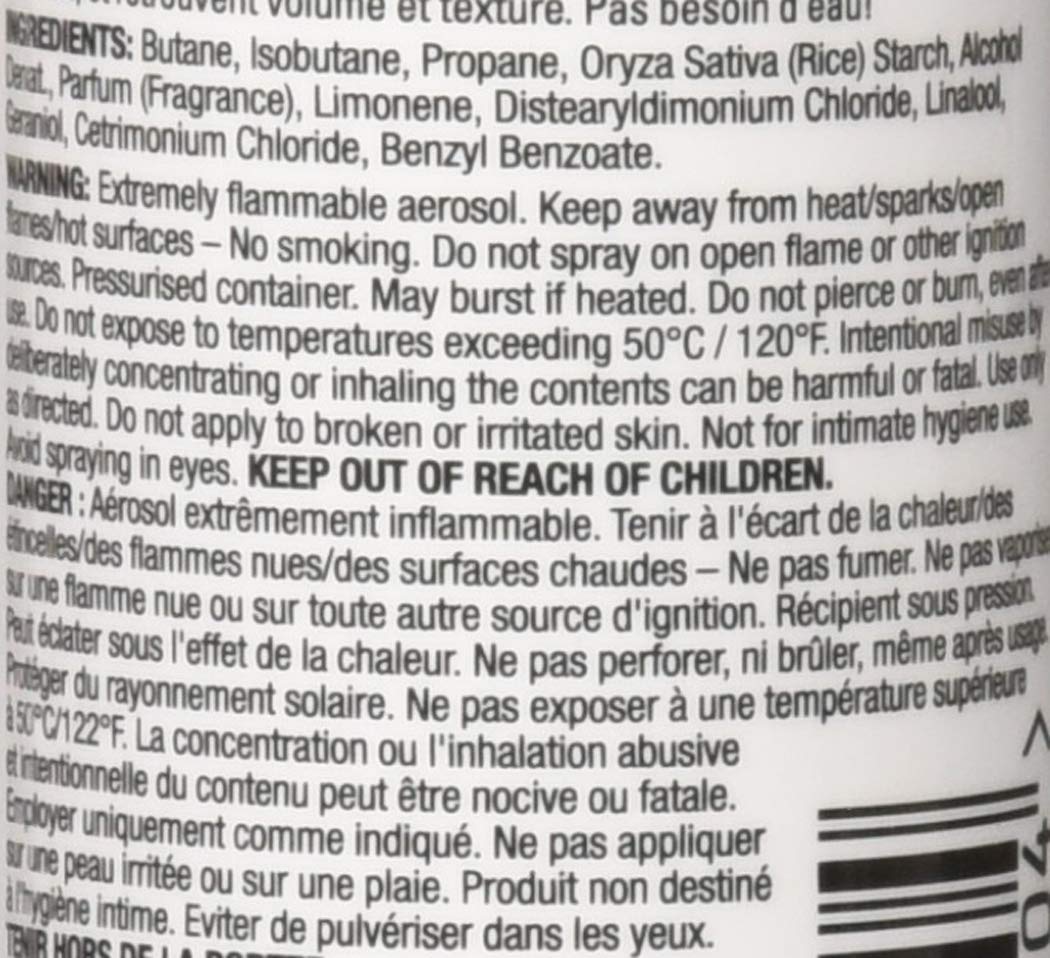 volume et texture. Pas besoin d'eau!
INGREDIENTS: Butane, Isobutane, Propane, Oryza Sativa (Rice) Starch, Alcohol
Denat., Parfum (Fragrance), Limonene, Distearyldimonium Chloride, Linalool,
Geraniol, Cetrimonium Chloride, Benzyl Benzoate.
WARNING: Extremely flammable aerosol. Keep away from heat/sparks/open
flames/hot surfaces – No smoking. Do not spray on open flame or other ignition
sources. Pressurised container. May burst if heated. Do not pierce or burn, even after
use. Do not expose to temperatures exceeding 50°C / 120°F. Intentional misuse by
deliberately concentrating or inhaling the contents can be harmful or fatal. Use only
as directed. Do not apply to broken or irritated skin. Not for intimate hygiene use.
Avoid spraying in eyes. KEEP OUT OF REACH OF CHILDREN.
DANGER : Aérosol extrêmement inflammable. Tenir à l'écart de la chaleur/des
étincelles/des flammes nues/des surfaces chaudes – Ne pas fumer. Ne pas vaporiser
sur une flamme nue ou sur toute autre source d'ignition. Récipient sous pression.
Peut éclater sous l'effet de la chaleur. Ne pas perforer, ni brûler, même après usage.
Protéger du rayonnement solaire. Ne pas exposer à une température supérieure
à 50°C/122°F. La concentration ou l'inhalation abusive
et intentionnelle du contenu peut être nocive ou fatale.
Employer uniquement comme indiqué. Ne pas appliquer
sur une peau irritée ou sur une plaie. Produit non destiné
à l'hygiène intime. Eviter de pulvériser dans les yeux.
TENIR HORS DE LA
>
04